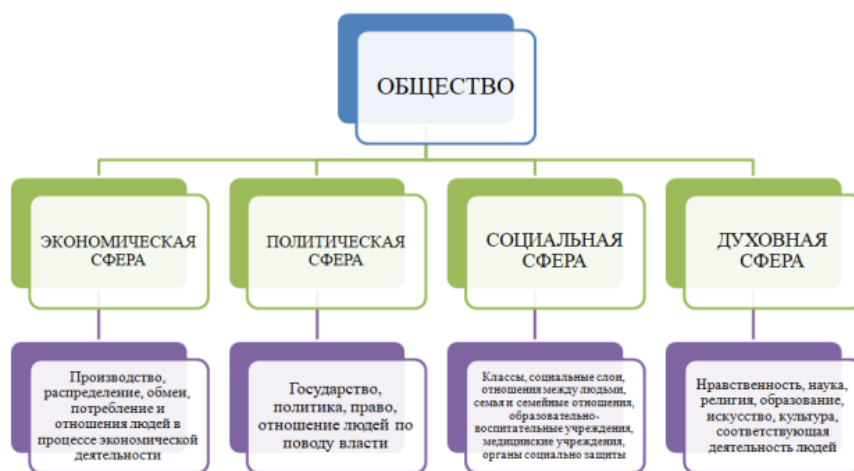 ОБЩЕСТВО
ЭКОНОМИЧЕСКАЯ
СФЕРА
ПОЛИТИЧЕСКАЯ
СФЕРА
СОЦИАЛЬНАЯ
СФЕРА
ДУХОВНАЯ
СФЕРА
Производство,
распределение, обмен,
потребление и
отношения людей в
процессе экономической
деятельности
Государство,
политика, право,
отношение людей по
поводу власти
Классы, социальные слои,
отношения между людьми,
семья и семейные отношения,
образовательно-
воспитательные учреждения,
медицинские учреждения,
органы социально защиты
Нравственность, наука,
религия, образование,
искусство, культура,
соответствующая
деятельность людей